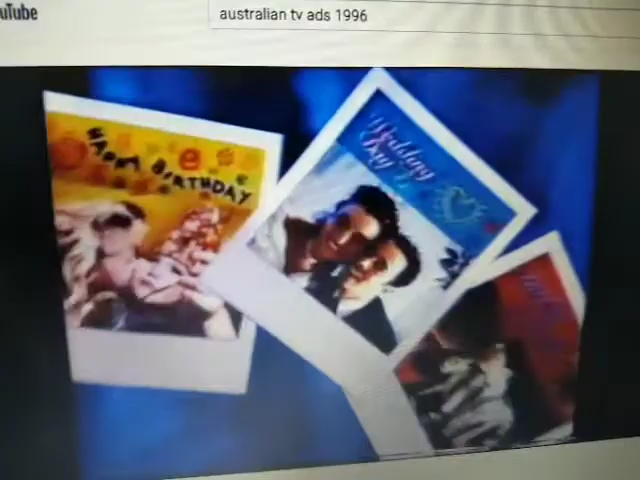 uTube
australian tv ads 1996
HAPPY BIRTHDAY
Wedding
Day